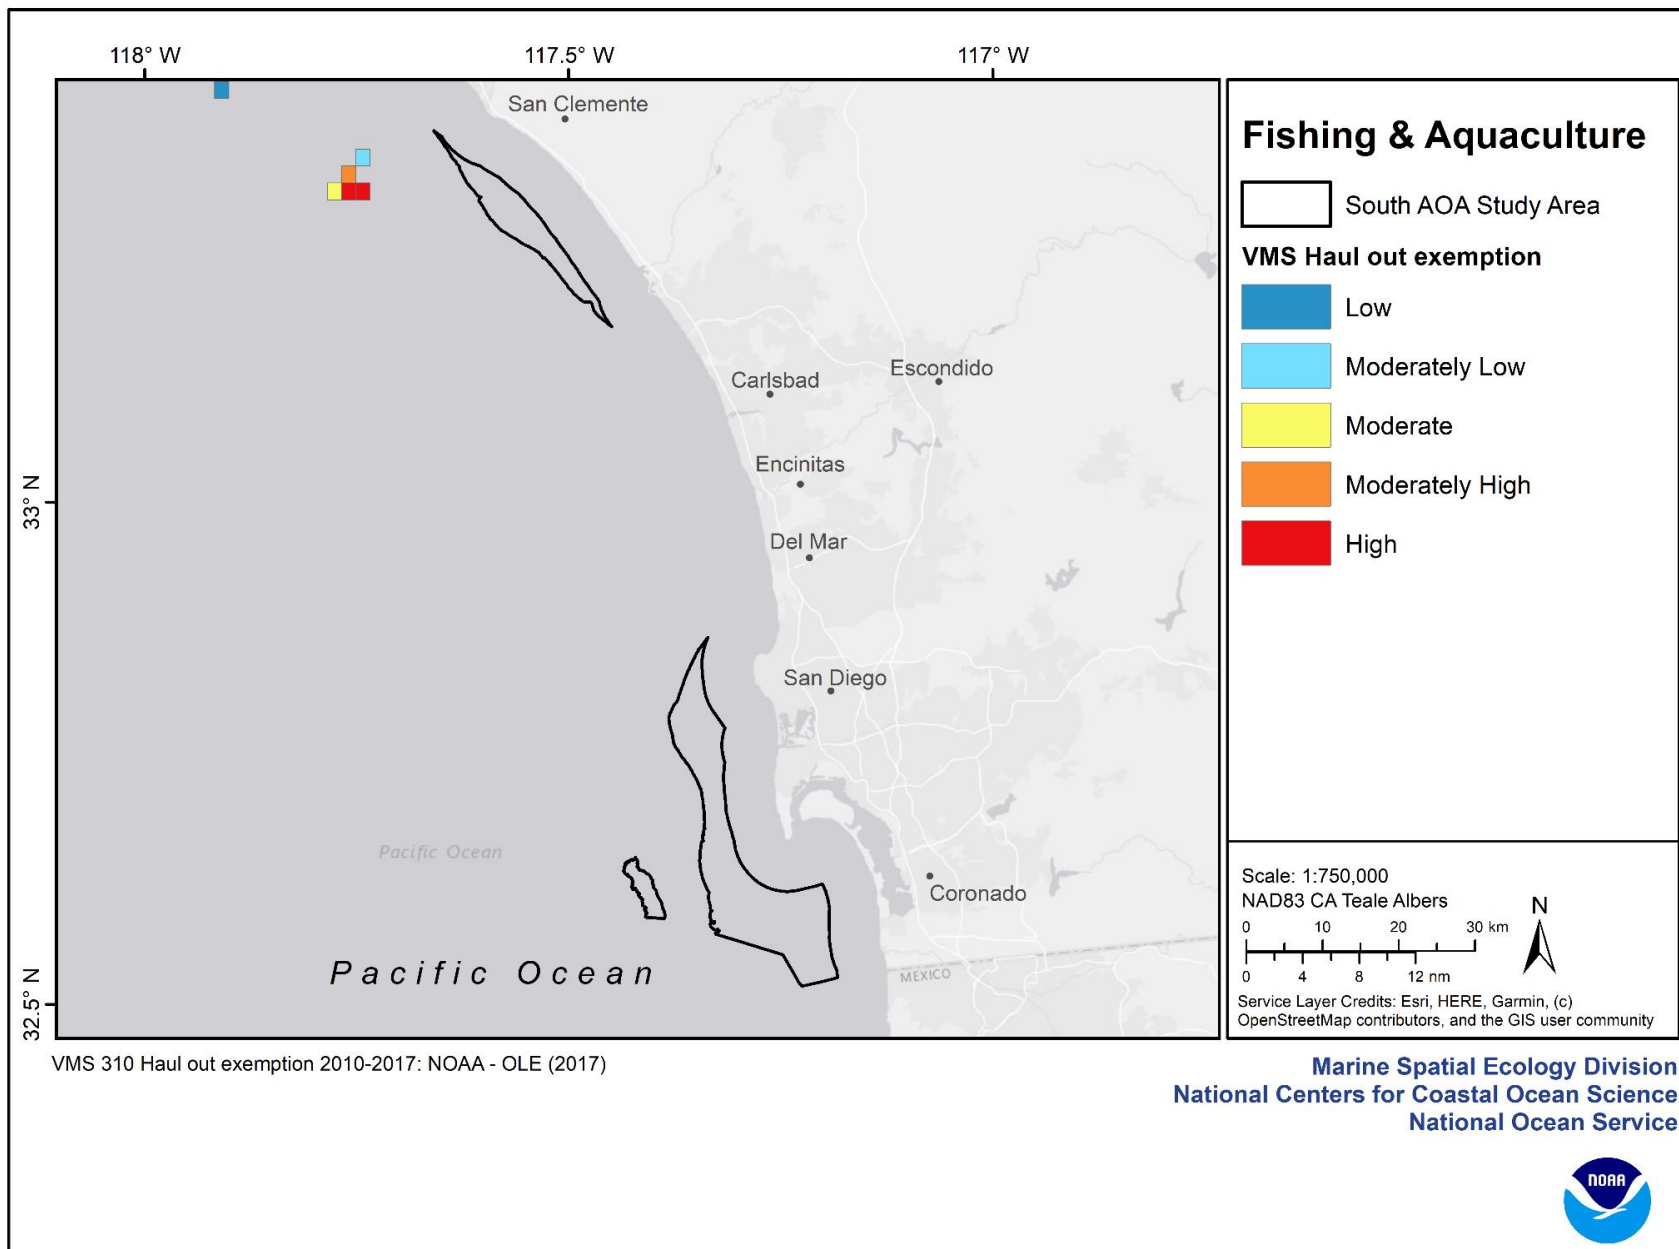 118° W
117.5° W
117° W
San Clemente
Carlsbad
Escondido
Encinitas
33° N
Del Mar
San Diego
Pacific Ocean
Coronado
Pacific Ocean
MEXICO
32.5° N
Fishing & Aquaculture
South AOA Study Area
VMS Haul out exemption
Low
Moderately Low
Moderate
Moderately High
High
Scale: 1:750,000
NAD83 CA Teale Albers
N
0 10 20 30 km
0 4 8 12 nm
Service Layer Credits: Esri, HERE, Garmin, (c)
OpenStreetMap contributors, and the GIS user community
VMS 310 Haul out exemption 2010-2017: NOAA - OLE (2017)
Marine Spatial Ecology Division
National Centers for Coastal Ocean Science
National Ocean Service
NOAA